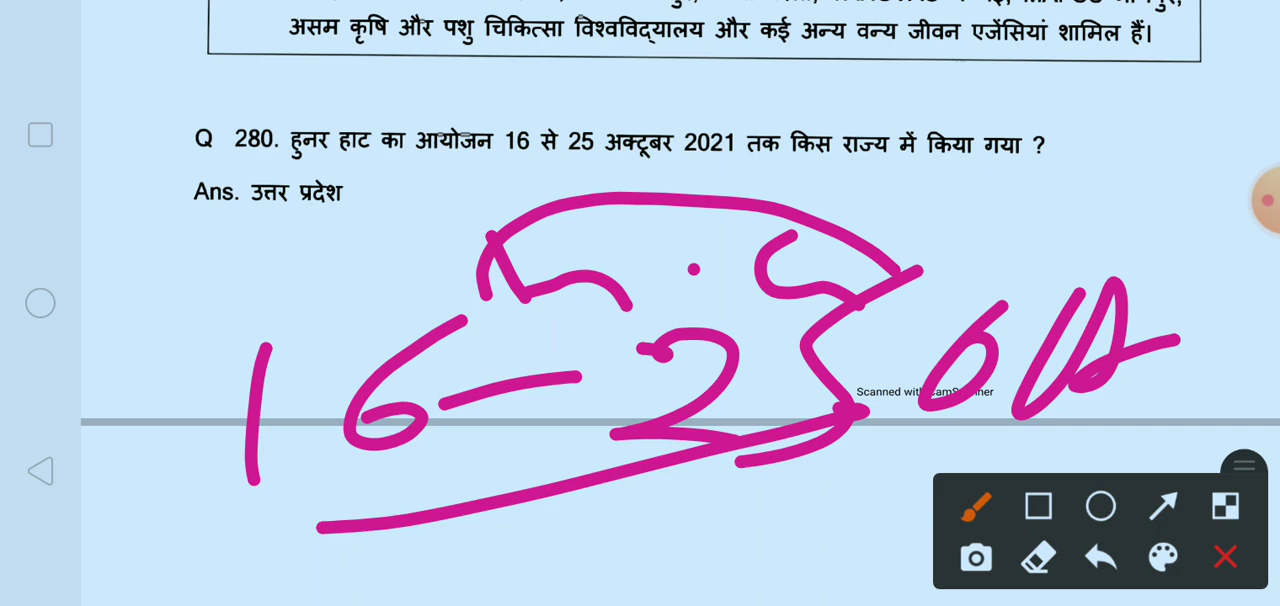 असम कृषि और पशु चिकित्सा विश्वविद्यालय और कई अन्य वन्य जीवन एजेंसियां शामिल हैं।
Q 280. हुनर हाट का आयोजन 16 से 25 अक्टूबर 2021 तक किस राज्य में किया गया ?
Ans. उत्तर प्रदेश
16-25
Scanned with CamScanner